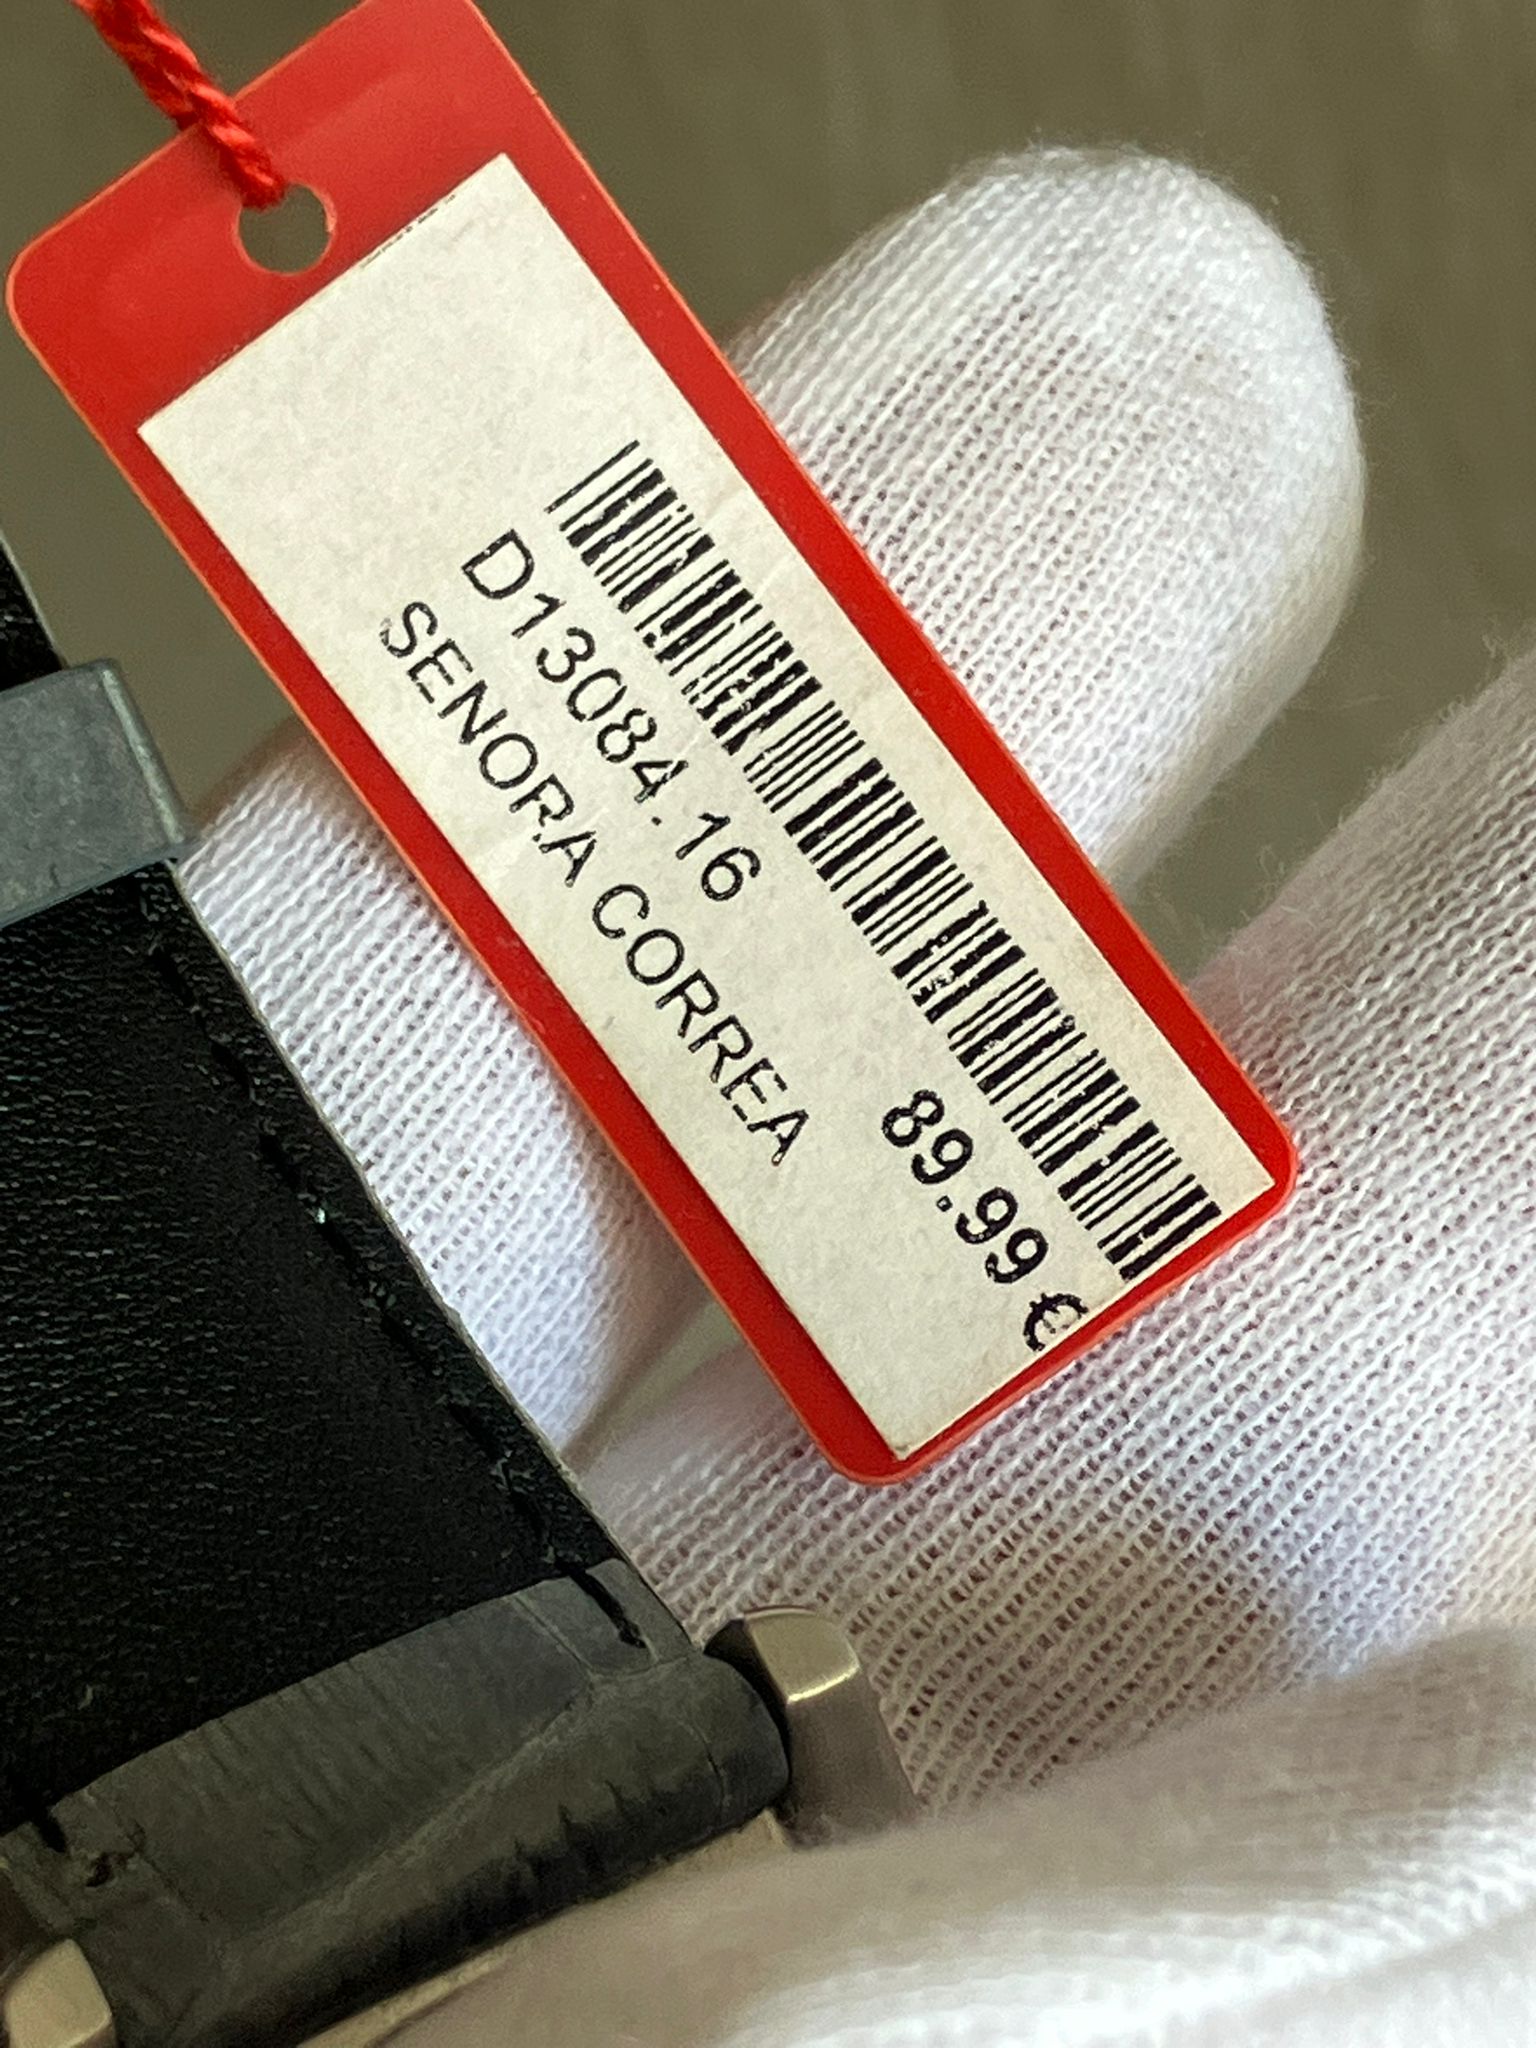 D13084.16
SENORA CORREA
89.99 €